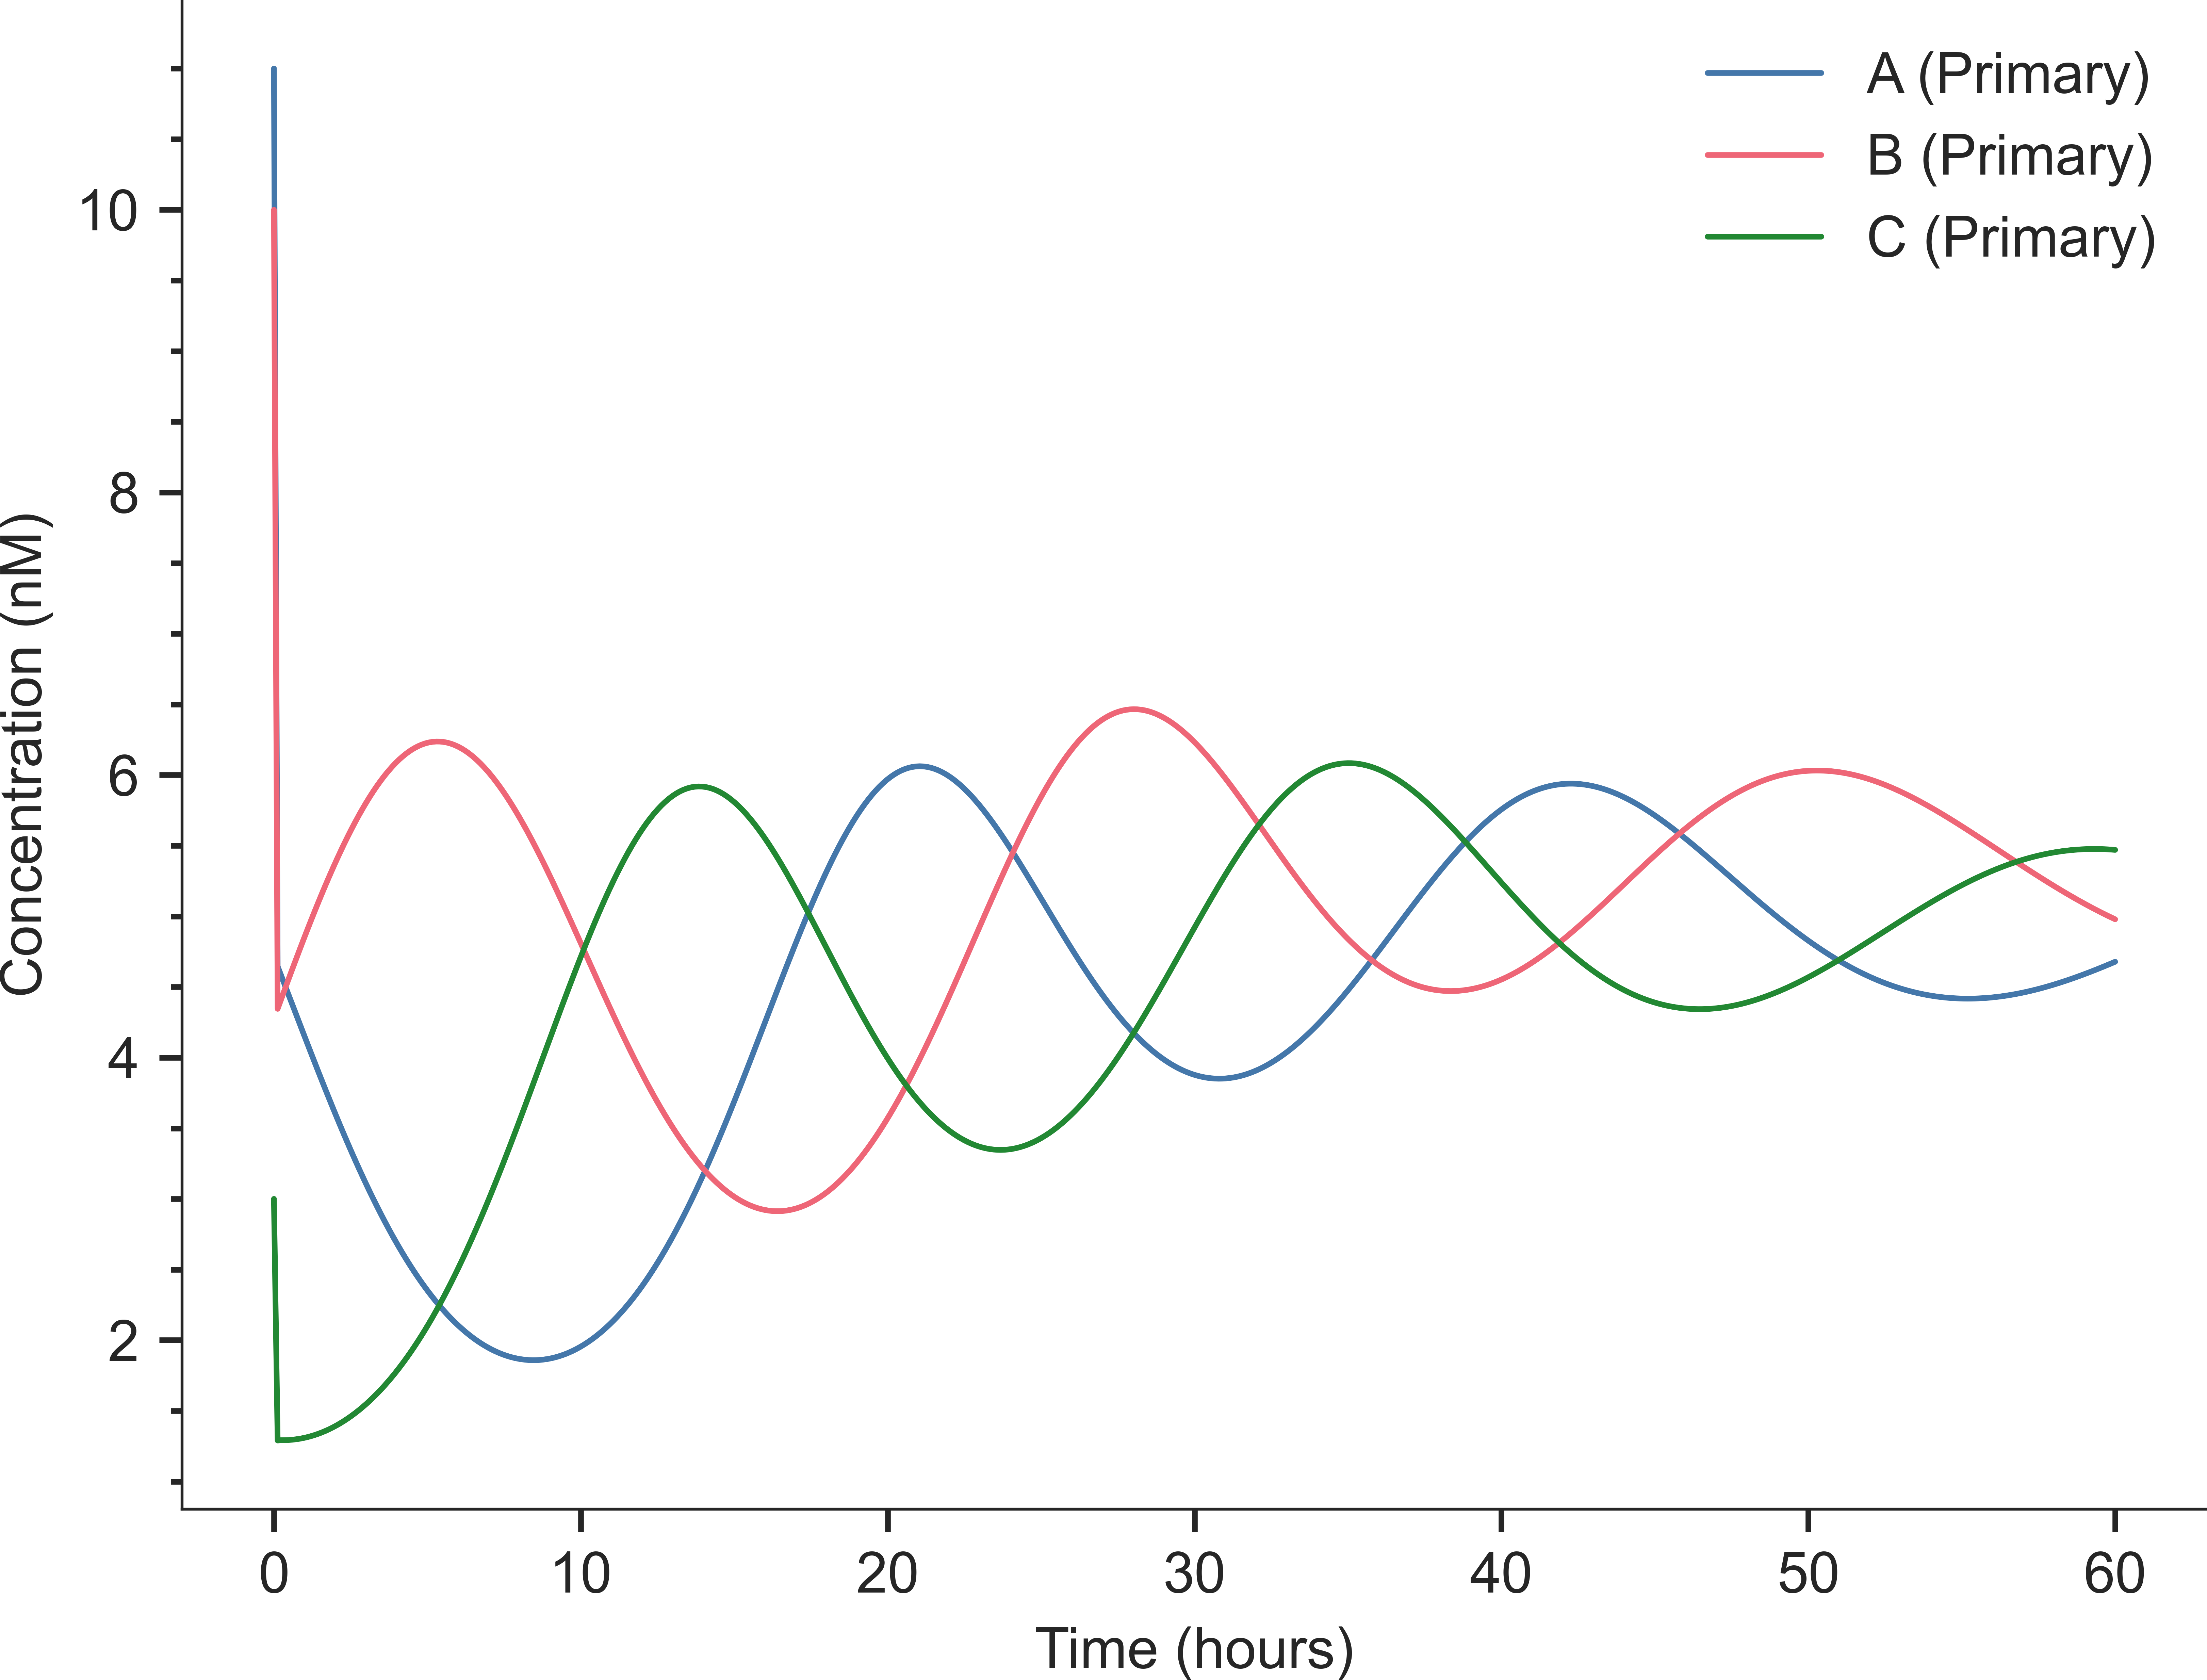 A (Primary)
B (Primary)
C (Primary)
Concentration (nM)
10
8
6
4
2
0 10 20 30 40 50 60
Time (hours)